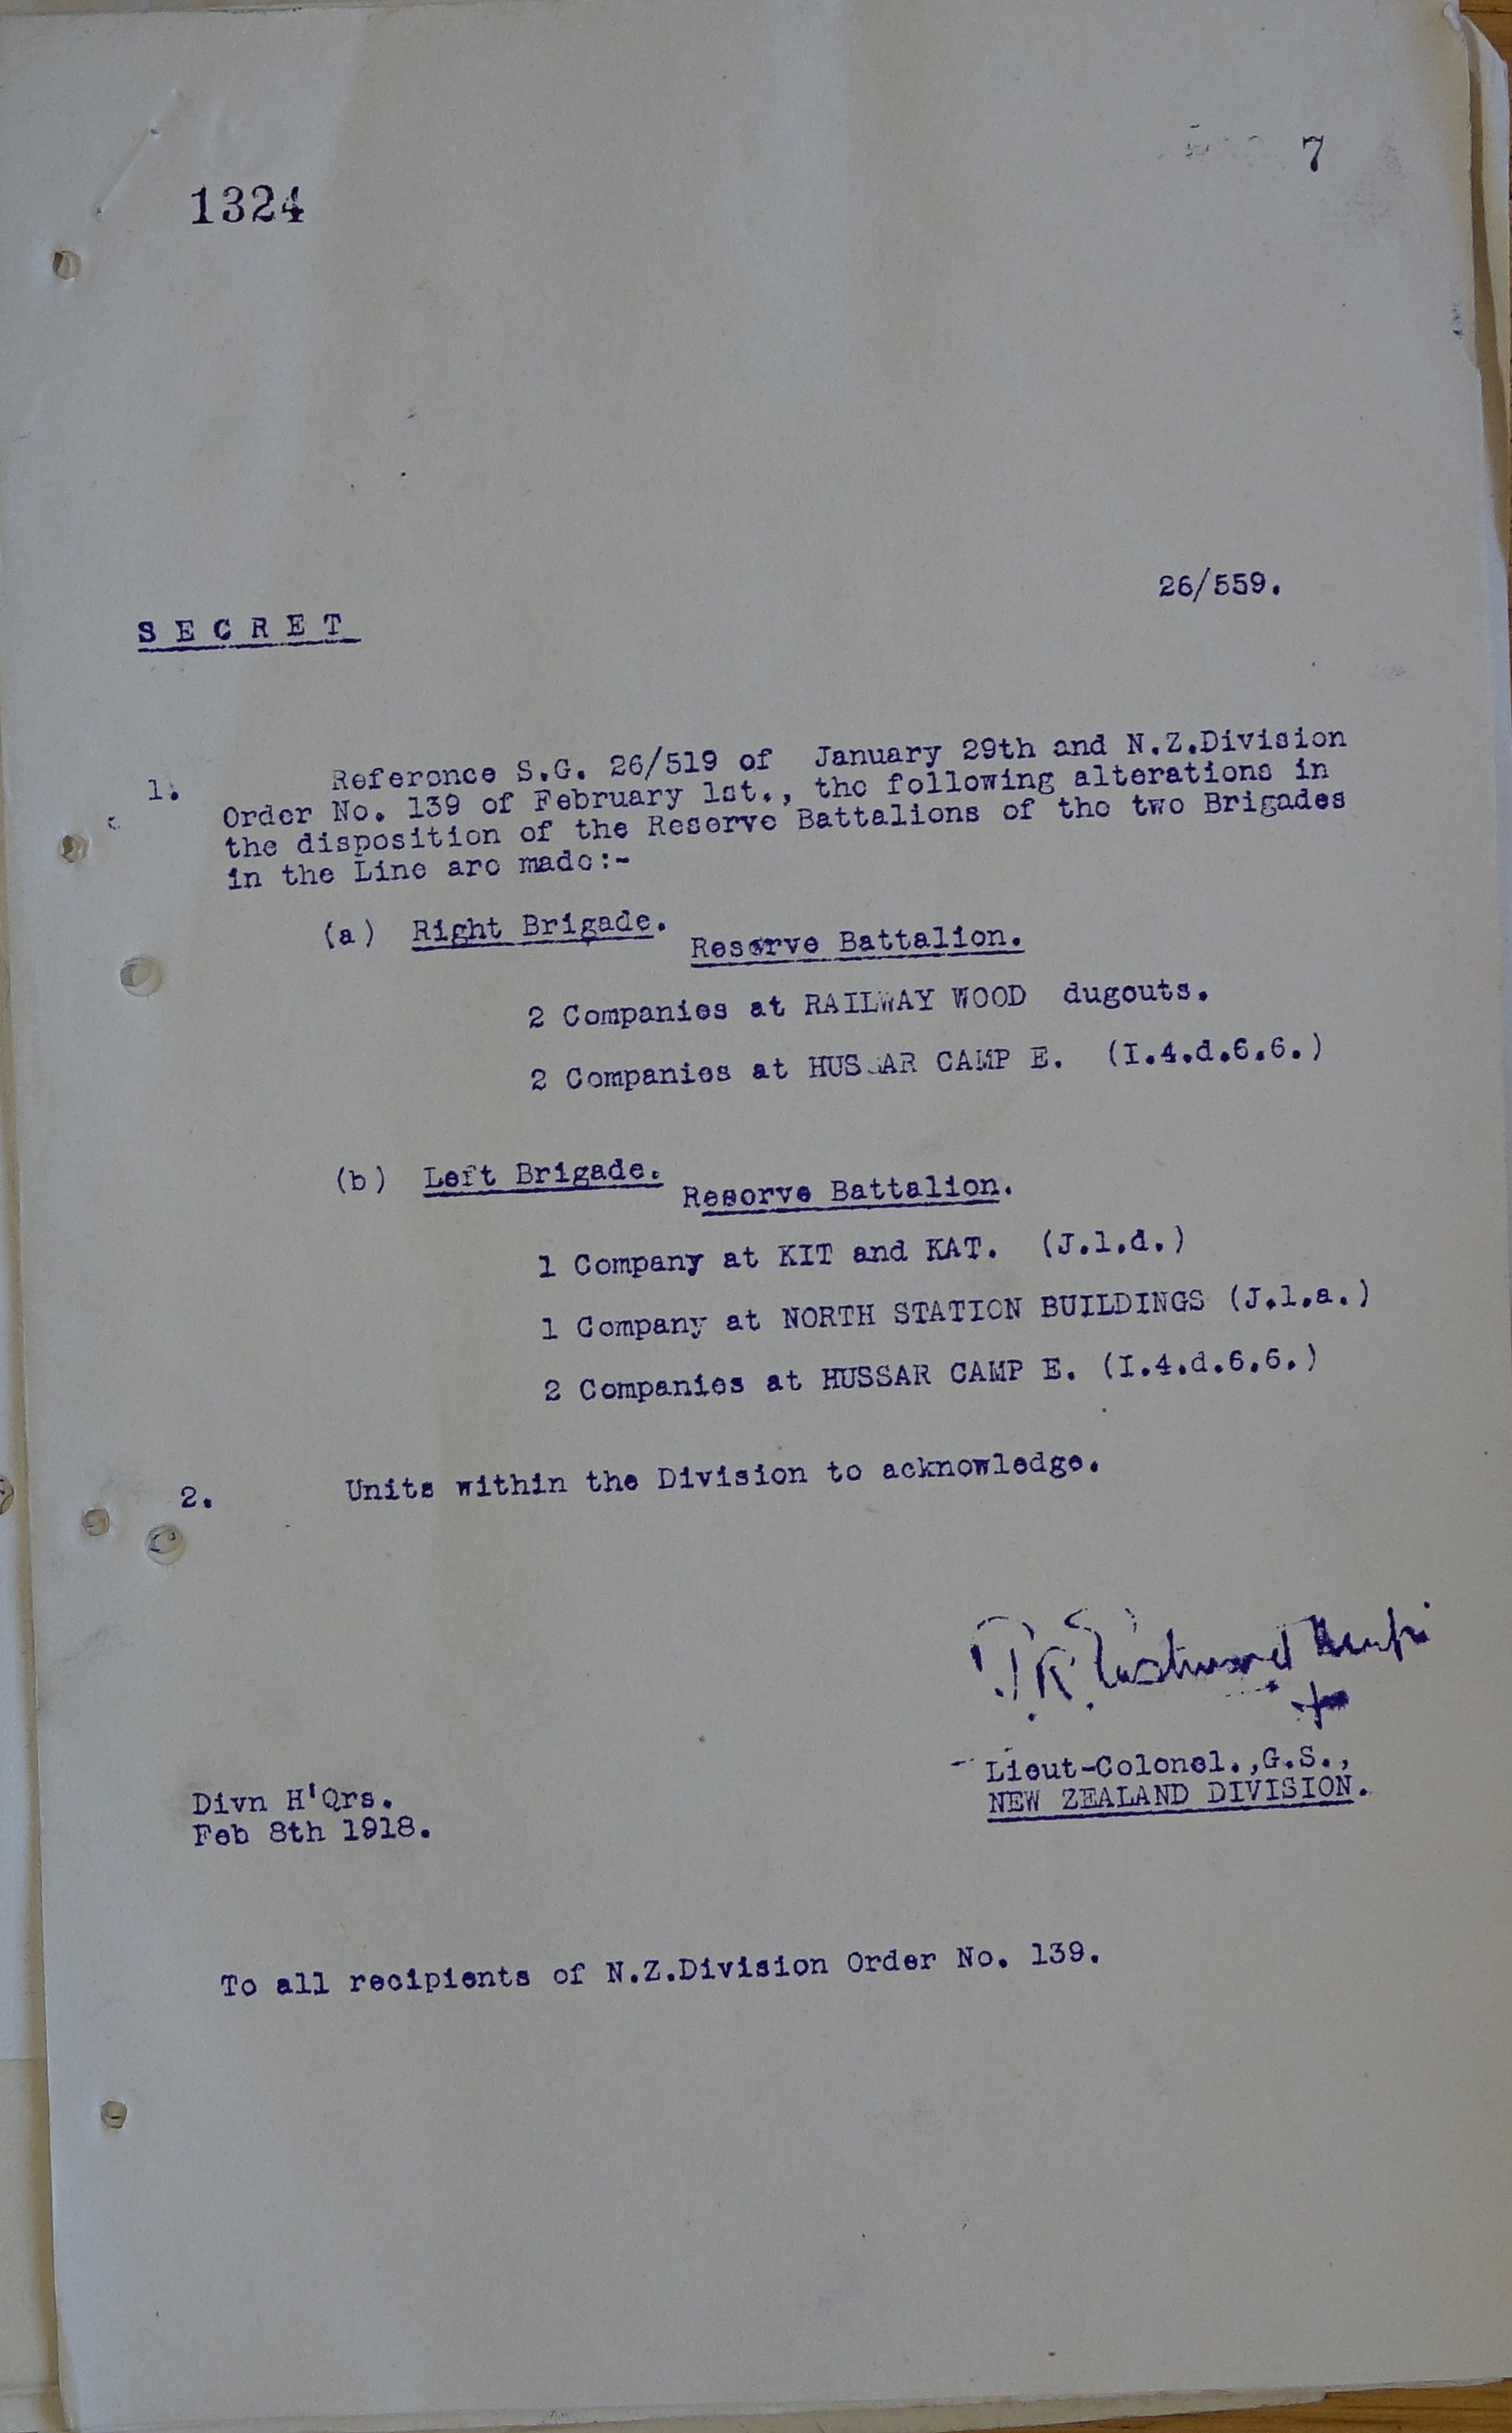 7
1324
26/559.
S E C R E T
1. Reference S.G. 26/519 of January 29th and N.Z.Division
Order No. 139 of February 1st., the following alterations in
the disposition of the Reserve Battalions of the two Brigades
in the Line are made:-
(a) Right Brigade.
Reserve Battalion.
2 Companies at RAILWAY WOOD dugouts.
2 Companies at HUSSAR CAMP E. (I.4.d.6.6.)
(b) Left Brigade.
Reserve Battalion.
1 Company at KIT and KAT. (J.1.d.)
1 Company at NORTH STATION BUILDINGS (J.1.a.)
2 Companies at HUSSAR CAMP E. (I.4.d.6.6.)
2. Units within the Division to acknowledge.
T.R. Eastwood
Lieut-Colonel.,G.S.,
NEW ZEALAND DIVISION.
Divn H'Qrs.
Feb 8th 1918.
To all recipients of N.Z.Division Order No. 139.